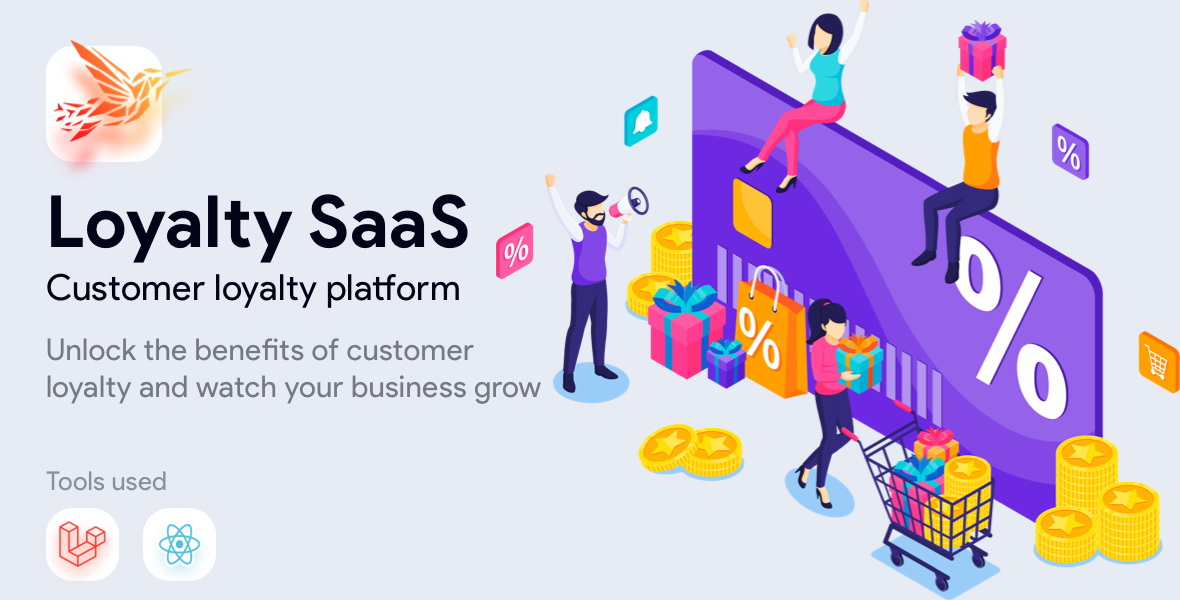 Loyalty SaaS
Customer loyalty platform
Unlock the benefits of customer
loyalty and watch your business grow
Tools used
%
%
%
%